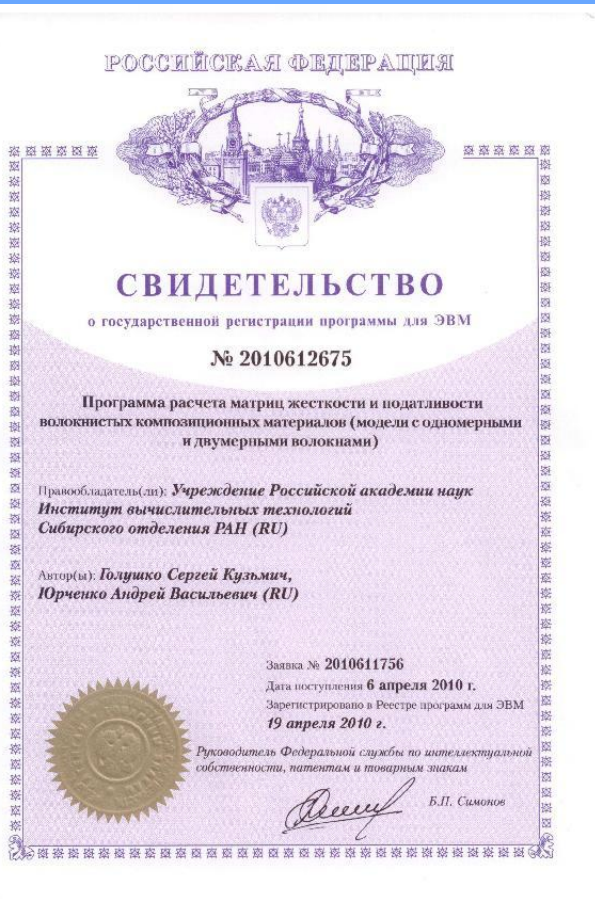 РОССИЙСКАЯ ФЕДЕРАЦИЯ
СВИДЕТЕЛЬСТВО
о государственной регистрации программы для ЭВМ
№ 2010612675
Программа расчета матриц жесткости и податливости
волокнистых композиционных материалов (модели с одномерными
и двумерными волокнами)
Правообладатель(ли): Учреждение Российской академии наук
Институт вычислительных технологий
Сибирского отделения РАН (RU)
Автор(ы): Голушко Сергей Кузьмич,
Юрченко Андрей Васильевич (RU)
Заявка № 2010611756
Дата поступления 6 апреля 2010 г.
Зарегистрировано в Реестре программ для ЭВМ
19 апреля 2010 г.
Руководитель Федеральной службы по интеллектуальной
собственности, патентам и товарным знакам
Б.П. Симонов